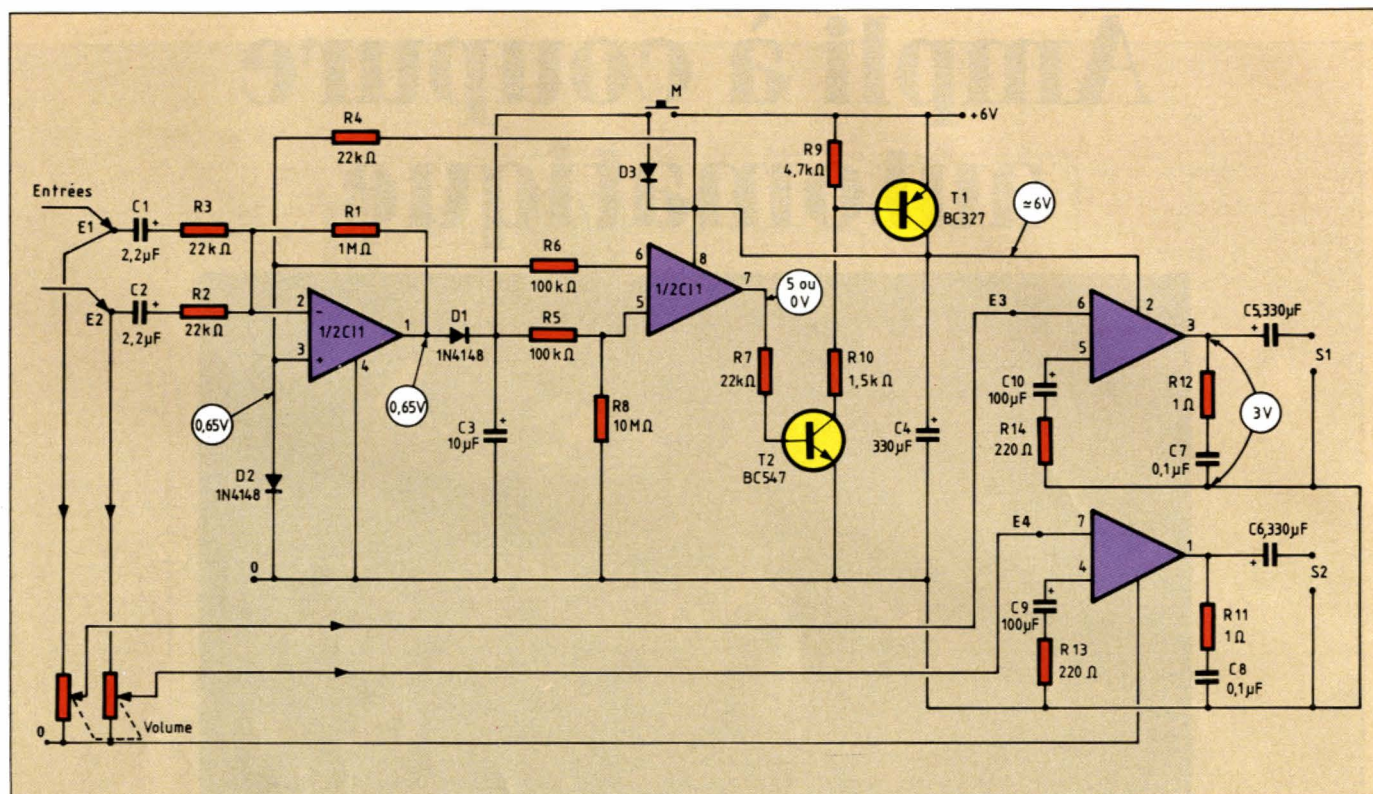 M
+6V
R4
22kΩ
D3
R9
4,7kΩ
T1
BC327
≃6V
Entrées
E1
C1
+
2,2µF
R3
22kΩ
R1
1MΩ
R6
100kΩ
6
8
1/2CI1
7
5
5 ou
0V
E3
6
2
3
C5,330µF
+
S1
E2
C2
+
2,2µF
R2
22kΩ
2
-
1/2CI1
1
3
+
4
D1
1N4148
R5
100kΩ
R7
22kΩ
R10
1,5kΩ
5
C10
+
100µF
R12
1Ω
3V
0,65V
0,65V
C3
+
10µF
R8
10MΩ
T2
BC547
C4
+
330µF
R14
220Ω
C7
0,1µF
D2
1N4148
E4
7
1
C6,330µF
+
S2
0
4
C9
+
100µF
R11
1Ω
R13
220Ω
C8
0,1µF
Volume
0